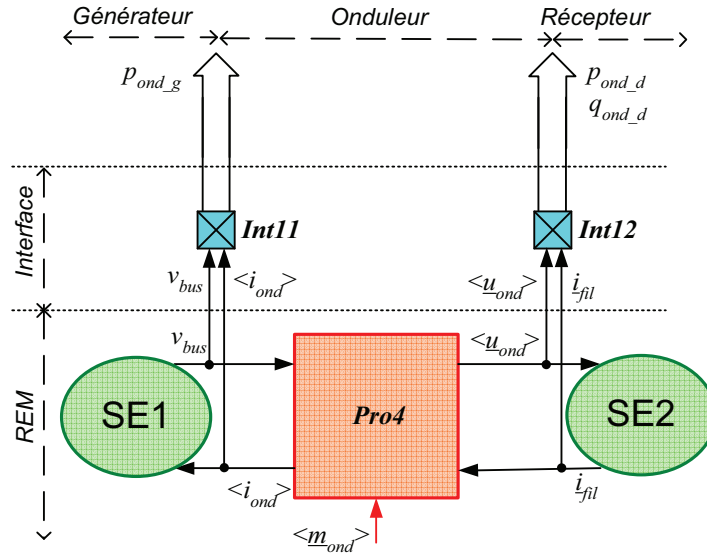 Générateur Onduleur Récepteur
p_ond_g p_ond_d
q_ond_d
Interface
Int11 Int12
v_bus <i_ond> <u_ond> i_fil
v_bus <u_ond>
REM
SE1 Pro4 SE2
<i_ond> i_fil
<m_ond>